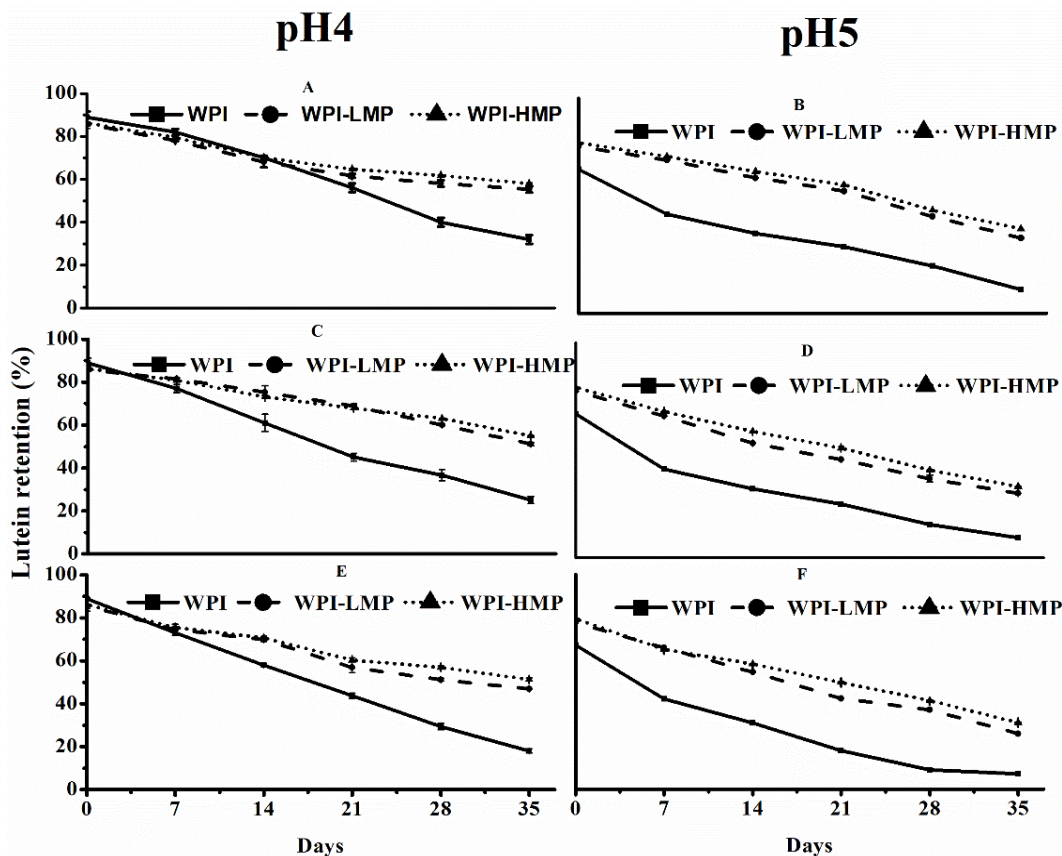 pH4
pH5
A
WPI WPI-LMP WPI-HMP
100
80
60
40
20
0
B
WPI WPI-LMP WPI-HMP
C
WPI WPI-LMP WPI-HMP
100
80
60
40
20
0
D
WPI WPI-LMP WPI-HMP
Lutein retention (%)
E
WPI WPI-LMP WPI-HMP
100
80
60
40
20
0
0 7 14 21 28 35
Days
F
WPI WPI-LMP WPI-HMP
0 7 14 21 28 35
Days